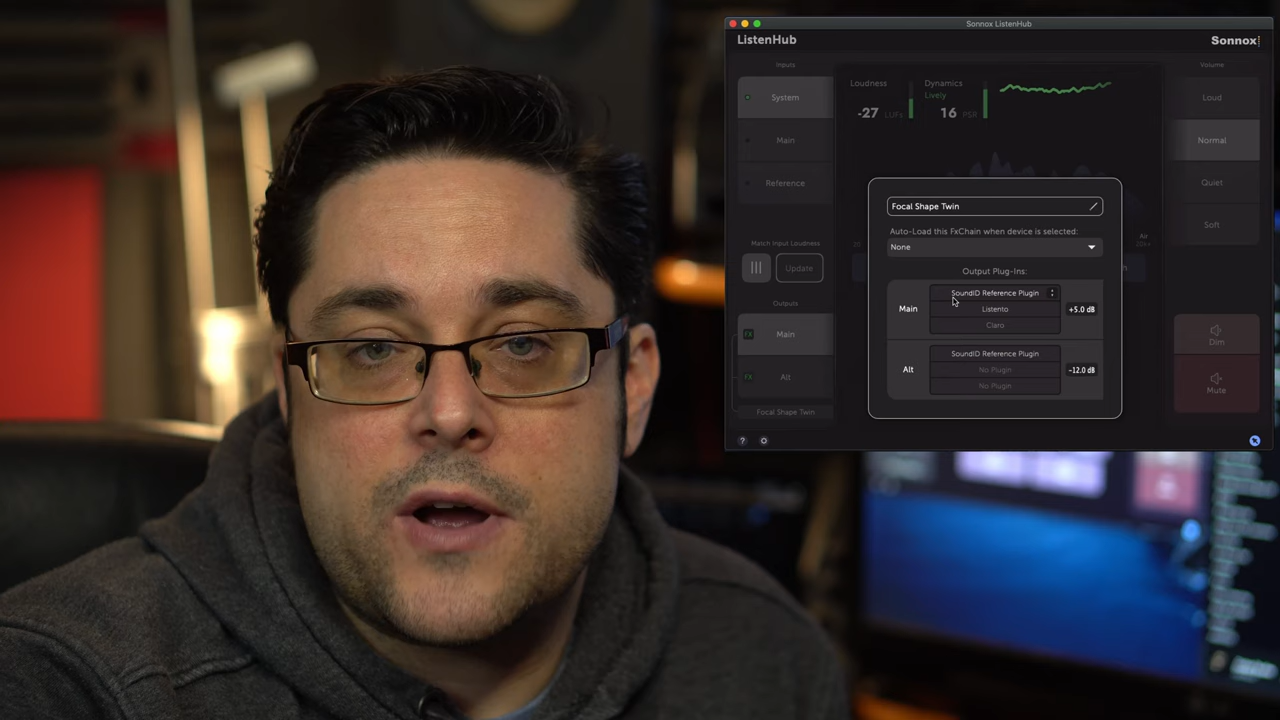 Sonnox ListenHub
ListenHub
Sonnox
Inputs
System
Main
Reference
Match Input Loudness
Update
Outputs
FX
Main
FX
Alt
Focal Shape Twin
?
Loudness
-27 LUFs
Dynamics
Lively
16 PSR
Air
Focal Shape Twin
Auto-Load this FxChain when device is selected:
None
Output Plug-Ins:
Main
SoundID Reference Plugin
Listento
Claro
+5.0 dB
Alt
SoundID Reference Plugin
No Plugin
No Plugin
-12.0 dB
Volume
Loud
Normal
Quiet
Soft
Dim
Mute